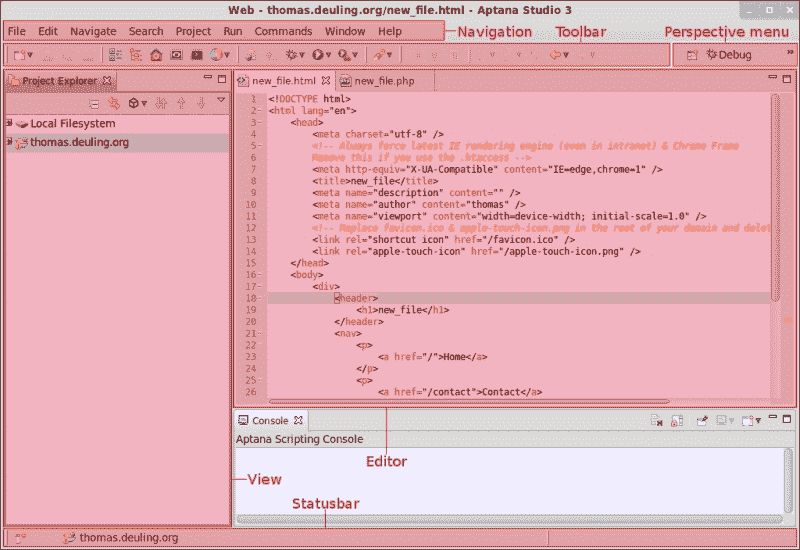 Web - thomas.deuling.org/new_file.html - Aptana Studio 3
File Edit Navigate Search Project Run Commands Window Help
Navigation Toolbar Perspective menu
Debug
Project Explorer
Local Filesystem
thomas.deuling.org
new_file.html new_file.php
1 <!DOCTYPE html>
2 <html lang="en">
3 <head>
4 <meta charset="utf-8" />
5 <!-- Always force latest IE rendering engine (even in intranet) & Chrome Frame
6 Remove this if you use the .htaccess -->
7 <meta http-equiv="X-UA-Compatible" content="IE=edge,chrome=1" />
8 <title>new_file</title>
9 <meta name="description" content="" />
10 <meta name="author" content="thomas" />
11 <meta name="viewport" content="width=device-width; initial-scale=1.0" />
12 <!-- Replace favicon.ico & apple-touch-icon.png in the root of your domain and delet
13 <link rel="shortcut icon" href="/favicon.ico" />
14 <link rel="apple-touch-icon" href="/apple-touch-icon.png" />
15 </head>
16 <body>
17 <div>
18 <header>
19 <h1>new_file</h1>
20 </header>
21 <nav>
22 <p>
23 <a href="/">Home</a>
24 </p>
25 <p>
26 <a href="/contact">Contact</a>
Console
Aptana Scripting Console
Editor
View
Statusbar
thomas.deuling.org